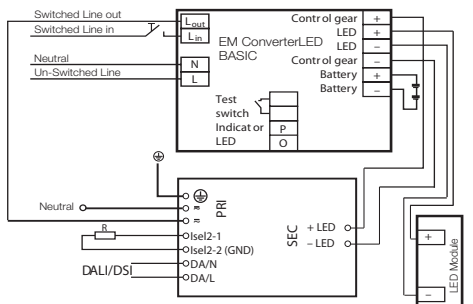 Switched Line out
Switched Line in
Neutral
Un-Switched Line
Lout
Lin
N
L
EM ConverterLED
BASIC
Control gear +
LED +
LED –
Control gear –
Battery +
Battery –
Test
switch
Indicator
LED
P
O
Neutral
R
PRI
Isel2-1
Isel2-2 (GND)
DALI/DSI
DA/N
DA/L
SEC
+ LED
– LED
+
–
LED Module